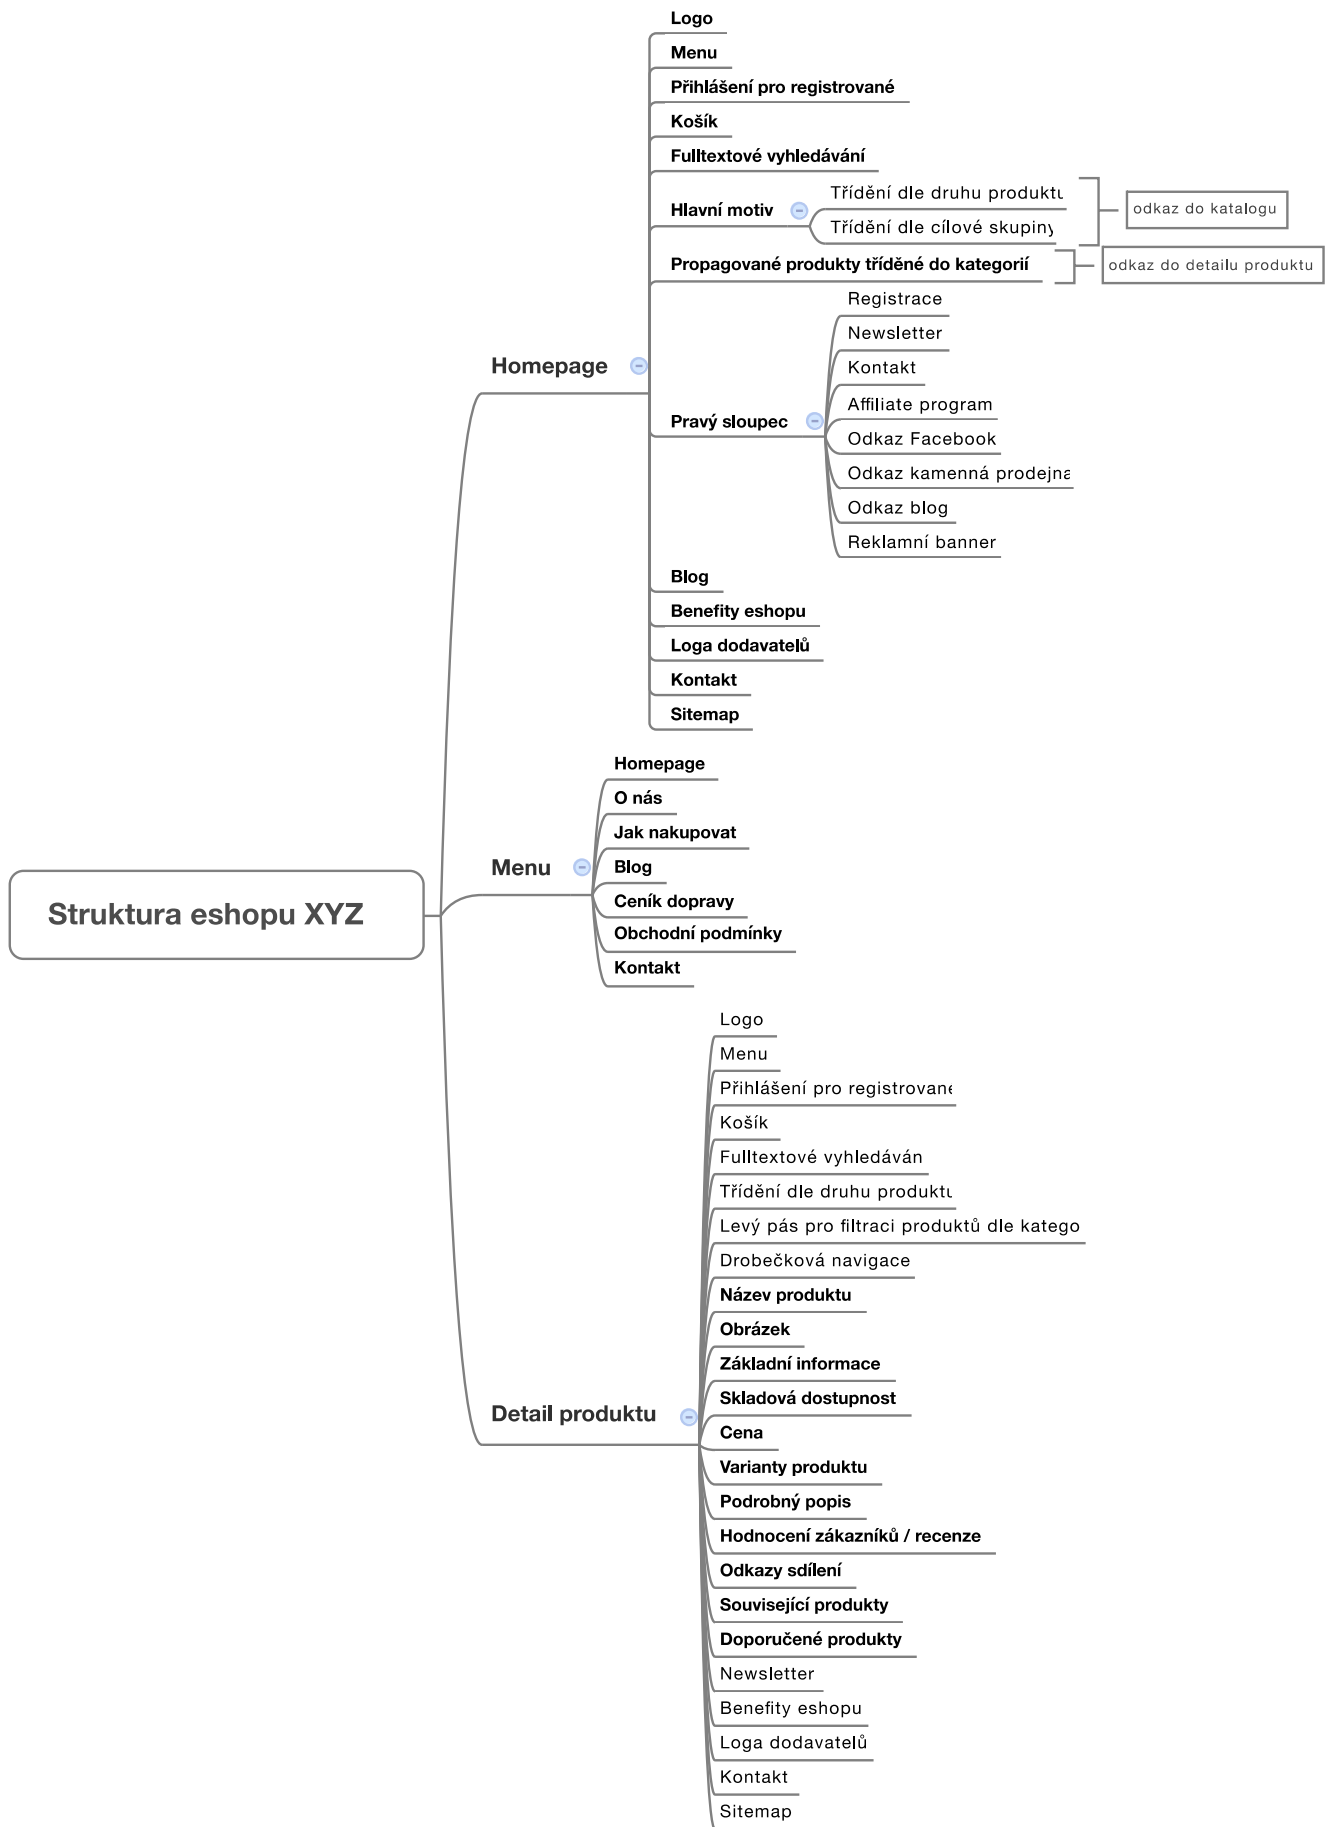 Logo
Menu
Přihlášení pro registrované
Košík
Fulltextové vyhledávání
Hlavní motiv
Třídění dle druhu produktu
Třídění dle cílové skupiny
odkaz do katalogu
Propagované produkty tříděné do kategorií
odkaz do detailu produktu
Homepage
Pravý sloupec
Registrace
Newsletter
Kontakt
Affiliate program
Odkaz Facebook
Odkaz kamenná prodejna
Odkaz blog
Reklamní banner
Blog
Benefity eshopu
Loga dodavatelů
Kontakt
Sitemap
Struktura eshopu XYZ
Menu
Homepage
O nás
Jak nakupovat
Blog
Ceník dopravy
Obchodní podmínky
Kontakt
Detail produktu
Logo
Menu
Přihlášení pro registrované
Košík
Fulltextové vyhledáván
Třídění dle druhu produktu
Levý pás pro filtraci produktů dle katego
Drobečková navigace
Název produktu
Obrázek
Základní informace
Skladová dostupnost
Cena
Varianty produktu
Podrobný popis
Hodnocení zákazníků / recenze
Odkazy sdílení
Související produkty
Doporučené produkty
Newsletter
Benefity eshopu
Loga dodavatelů
Kontakt
Sitemap